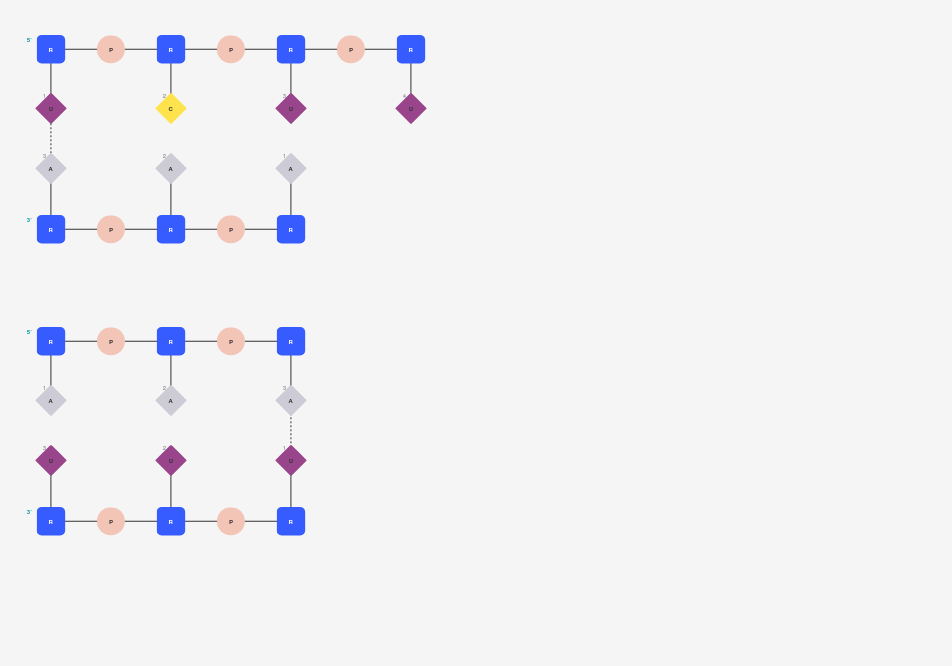 5'
R P R P R P R
1 2 3 4
U C U U
3 2 1
A A A
3'
R P R P R
5'
R P R P R
1 2 3
A A A
3 2 1
U U U
3'
R P R P R